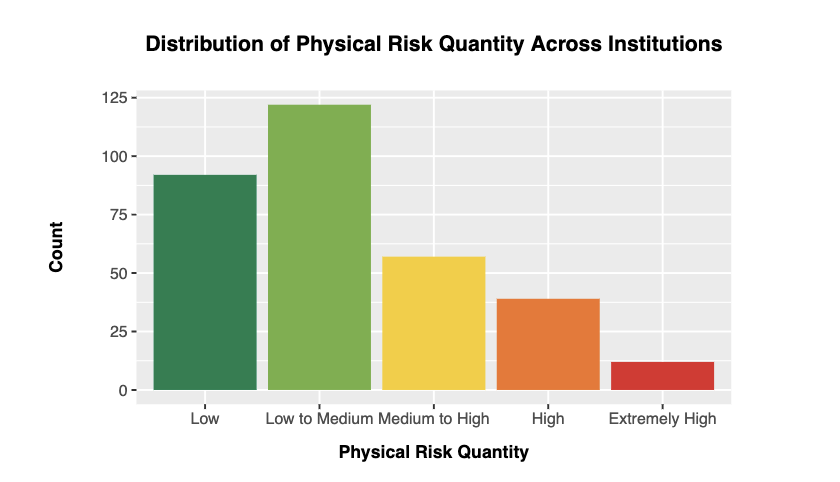 Distribution of Physical Risk Quantity Across Institutions
Count
125
100
75
50
25
0
Low Low to Medium Medium to High High Extremely High
Physical Risk Quantity